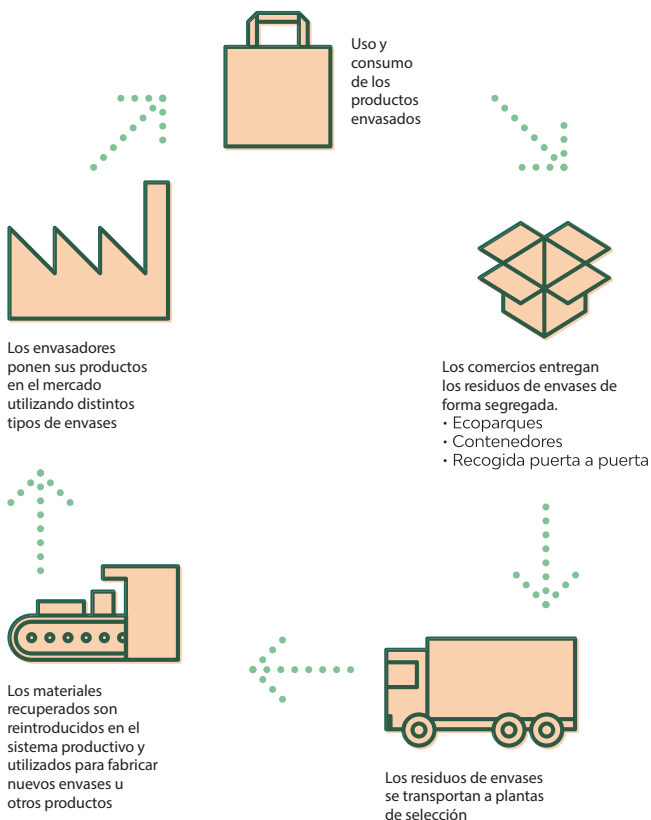 Uso y
consumo
de los
productos
envasados
Los envasadores
ponen sus productos
en el mercado
utilizando distintos
tipos de envases
Los comercios entregan
los residuos de envases de
forma segregada.
• Ecoparques
• Contenedores
• Recogida puerta a puerta
Los materiales
recuperados son
reintroducidos en el
sistema productivo y
utilizados para fabricar
nuevos envases u
otros productos
Los residuos de envases
se transportan a plantas
de selección